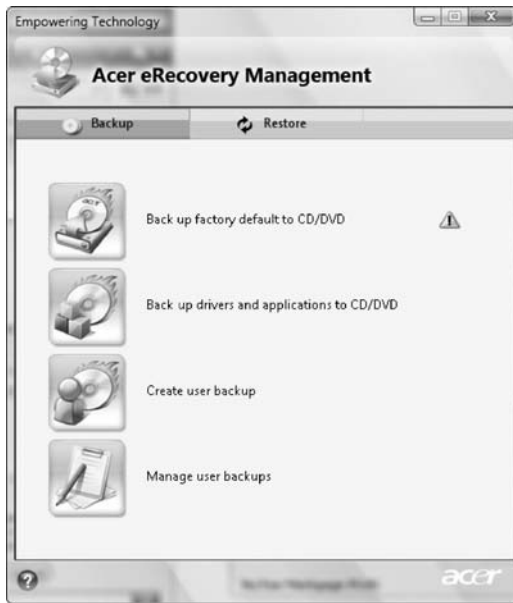 Empowering Technology
Acer eRecovery Management
Backup
Restore
acer
Back up factory default to CD/DVD
Back up drivers and applications to CD/DVD
Create user backup
Manage user backups
acer